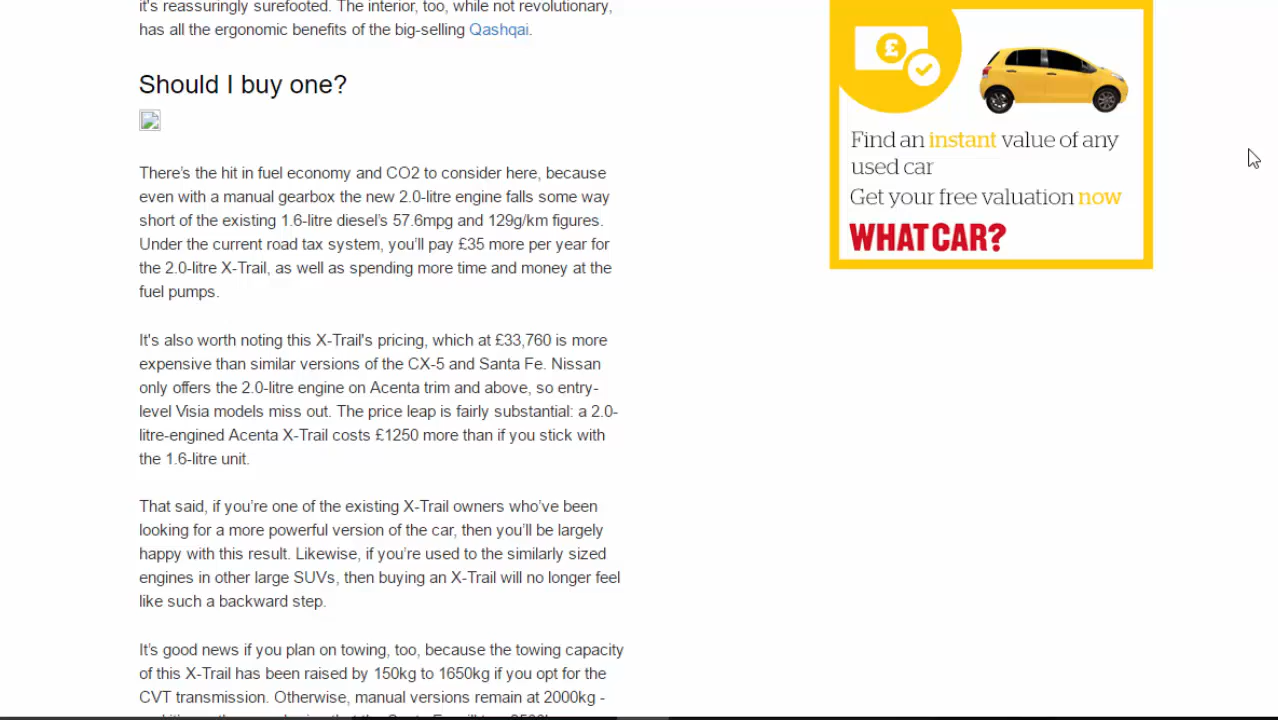 it's reassuringly surefooted. The interior, too, while not revolutionary,
has all the ergonomic benefits of the big-selling Qashqai.
Should I buy one?
There's the hit in fuel economy and CO2 to consider here, because
even with a manual gearbox the new 2.0-litre engine falls some way
short of the existing 1.6-litre diesel's 57.6mpg and 129g/km figures.
Under the current road tax system, you'll pay £35 more per year for
the 2.0-litre X-Trail, as well as spending more time and money at the
fuel pumps.
It's also worth noting this X-Trail's pricing, which at £33,760 is more
expensive than similar versions of the CX-5 and Santa Fe. Nissan
only offers the 2.0-litre engine on Acenta trim and above, so entry-
level Visia models miss out. The price leap is fairly substantial: a 2.0-
litre-engined Acenta X-Trail costs £1250 more than if you stick with
the 1.6-litre unit.
That said, if you're one of the existing X-Trail owners who've been
looking for a more powerful version of the car, then you'll be largely
happy with this result. Likewise, if you're used to the similarly sized
engines in other large SUVs, then buying an X-Trail will no longer feel
like such a backward step.
It's good news if you plan on towing, too, because the towing capacity
of this X-Trail has been raised by 150kg to 1650kg if you opt for the
CVT transmission. Otherwise, manual versions remain at 2000kg -
£
Find an instant value of any
used car
Get your free valuation now
WHAT CAR?